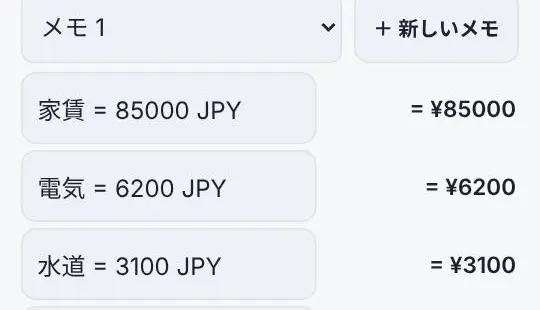 メモ 1
+ 新しいメモ
家賃 = 85000 JPY
= ¥85000
電気 = 6200 JPY
= ¥6200
水道 = 3100 JPY
= ¥3100